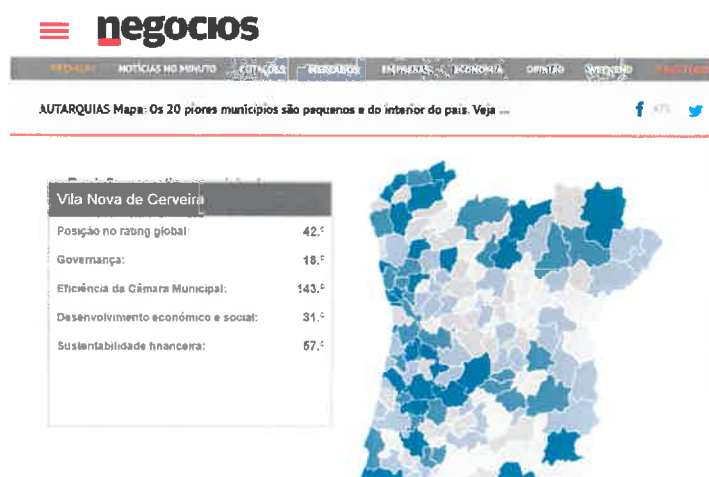 negocios
NOTÍCIAS NO MINUTO COTAÇÕES MERCADOS EMPRESAS ECONOMIA OPINIÃO WEEKEND
AUTARQUIAS Mapa: Os 20 piores municípios são pequenos e do interior do país. Veja ...
Vila Nova de Cerveira
Posição no rating global: 42.º
Governança: 18.º
Eficiência da Câmara Municipal: 143.º
Desenvolvimento económico e social: 31.º
Sustentabilidade financeira: 57.º